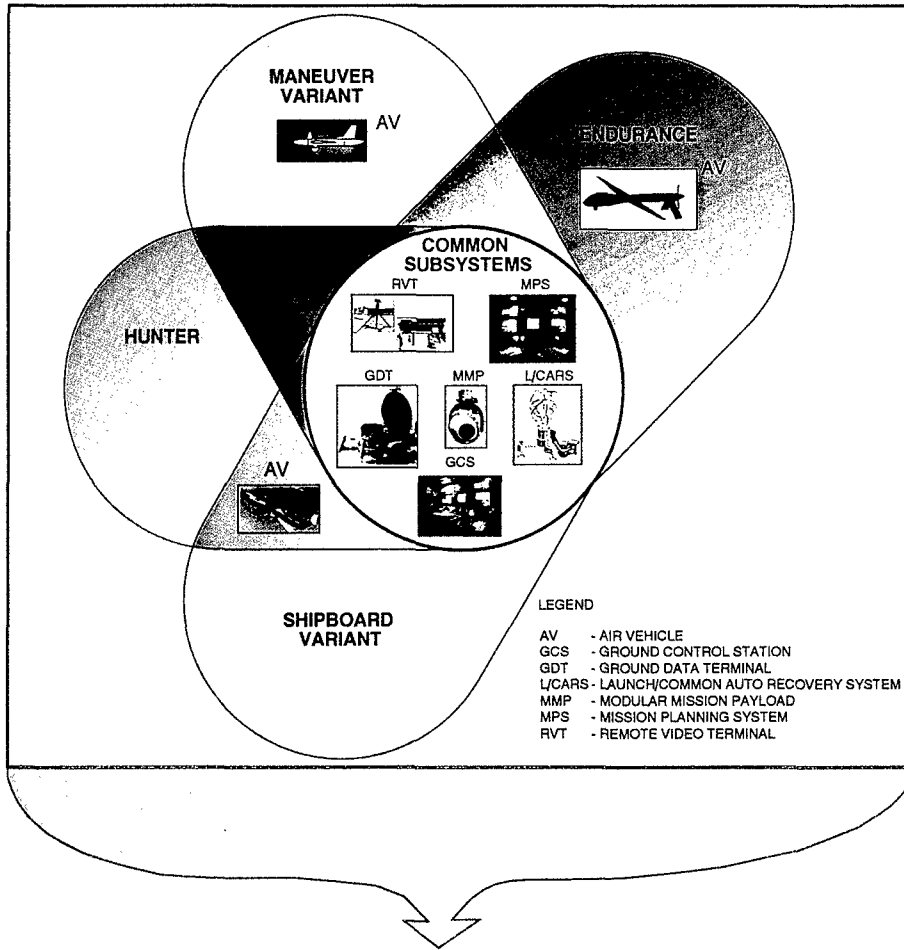 MANEUVER
VARIANT
AV
ENDURANCE
AV
COMMON
SUBSYSTEMS
RVT
MPS
HUNTER
GDT
MMP
L/CARS
GCS
AV
SHIPBOARD
VARIANT
LEGEND
AV - AIR VEHICLE
GCS - GROUND CONTROL STATION
GDT - GROUND DATA TERMINAL
L/CARS - LAUNCH/COMMON AUTO RECOVERY SYSTEM
MMP - MODULAR MISSION PAYLOAD
MPS - MISSION PLANNING SYSTEM
RVT - REMOTE VIDEO TERMINAL